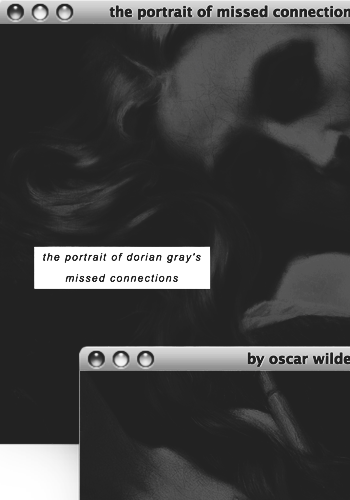 the portrait of missed connection
the portrait of dorian gray's
missed connections
by oscar wilde